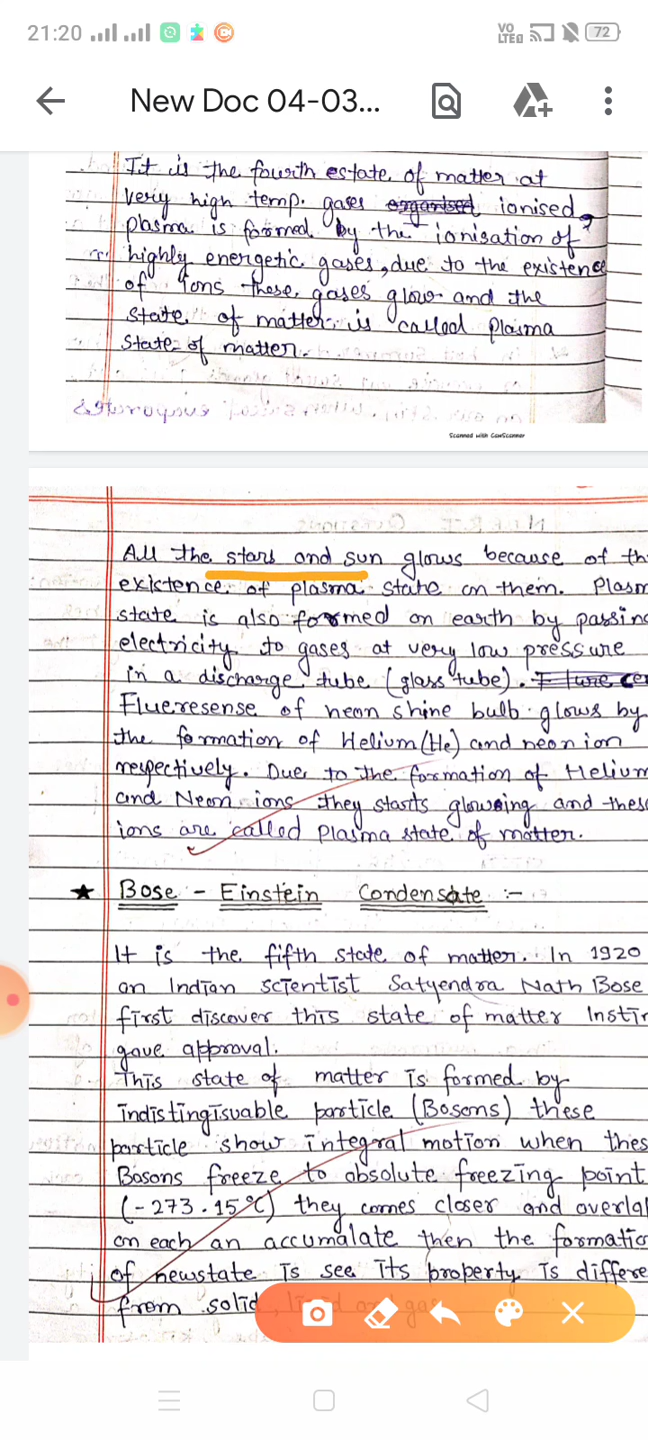 21:20
VO LTE 72
New Doc 04-03...
It is the fourth estate of matter at
very high temp. gases organised ionised,
plasma is formed by the ionisation of
highly energetic gases, due to the existence
of ions these gases glow and the
state of matter is called plasma
state of matter.
Scanned with CamScanner
All the stars and sun glows because of th
existence of plasma state on them. Plasm
state is also formed on earth by passing
electricity to gases at very low pressure
in a discharge tube (glass tube).
Flueresense of neon shine bulb glows by
the formation of Helium (He) and neon ion
respectively. Due to the formation of Helium
and Neon ions they starts glowing and these
ions are called plasma state of matter.
★ Bose - Einstein Condensate :-
It is the fifth state of matter. In 1920
an Indian scientist Satyendra Nath Bose
first discover this state of matter
gave approval.
This state of matter is formed by
indistingisuable particle (Bosons) these
particle show integral motion when thes
Bosons freeze to absolute freezing point
(-273.15°C) they comes closer and overla
on each an accumalate then the formatio
of newstate is see its property is differe
from solid